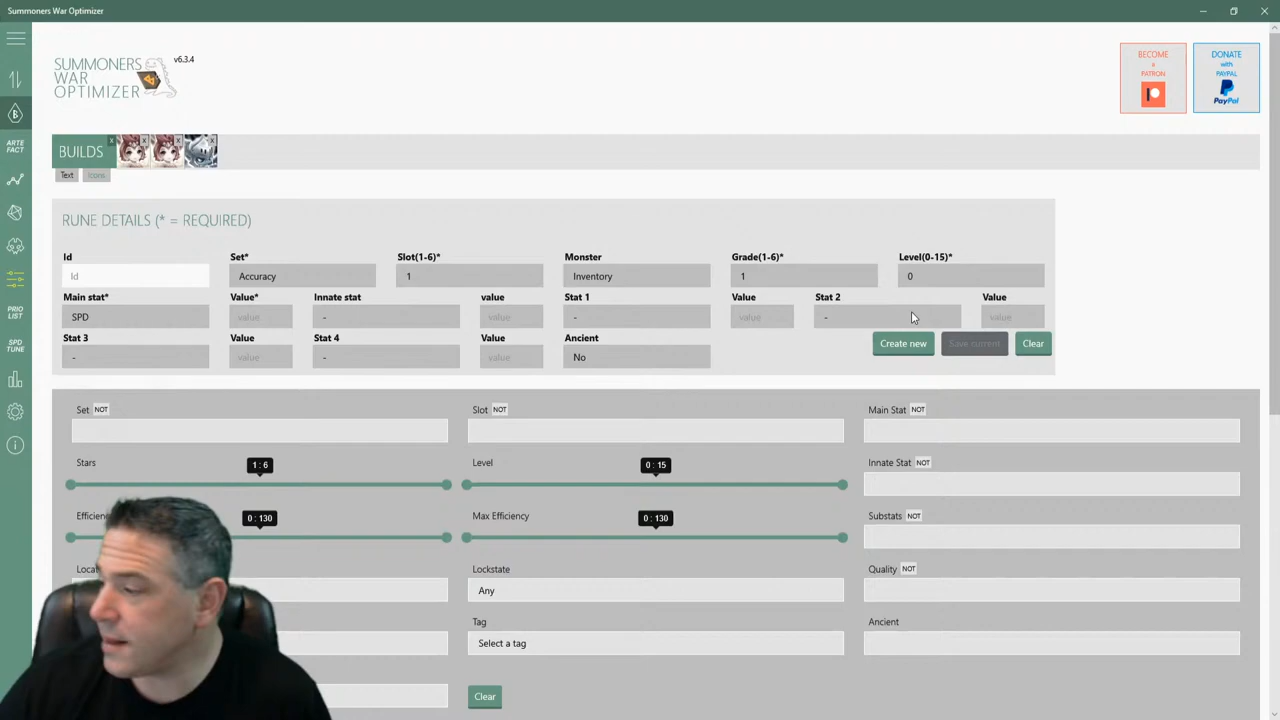 Summoners War Optimizer
SUMMONERS
WAR
OPTIMIZER
v6.3.4
BECOME
a
PATRON
DONATE
with
PAYPAL
PayPal
ARTE
FACT
PRIO
LIST
SPD
TUNE
BUILDS x x x x
Text Icons
RUNE DETAILS (* = REQUIRED)
Id Set* Slot(1-6)* Monster Grade(1-6)* Level(0-15)*
Id Accuracy 1 Inventory 1 0
Main stat* Value* Innate stat value Stat 1 Value Stat 2 Value
SPD value - value - value - value
Stat 3 Value Stat 4 Value Ancient
- value - value No
Create new Save current Clear
Set NOT Slot NOT Main Stat NOT
Stars 1 : 6 Level 0 : 15 Innate Stat NOT
0 : 130 Max Efficiency 0 : 130 Substats NOT
Lockstate Quality NOT
Any
Tag Ancient
Select a tag
Clear